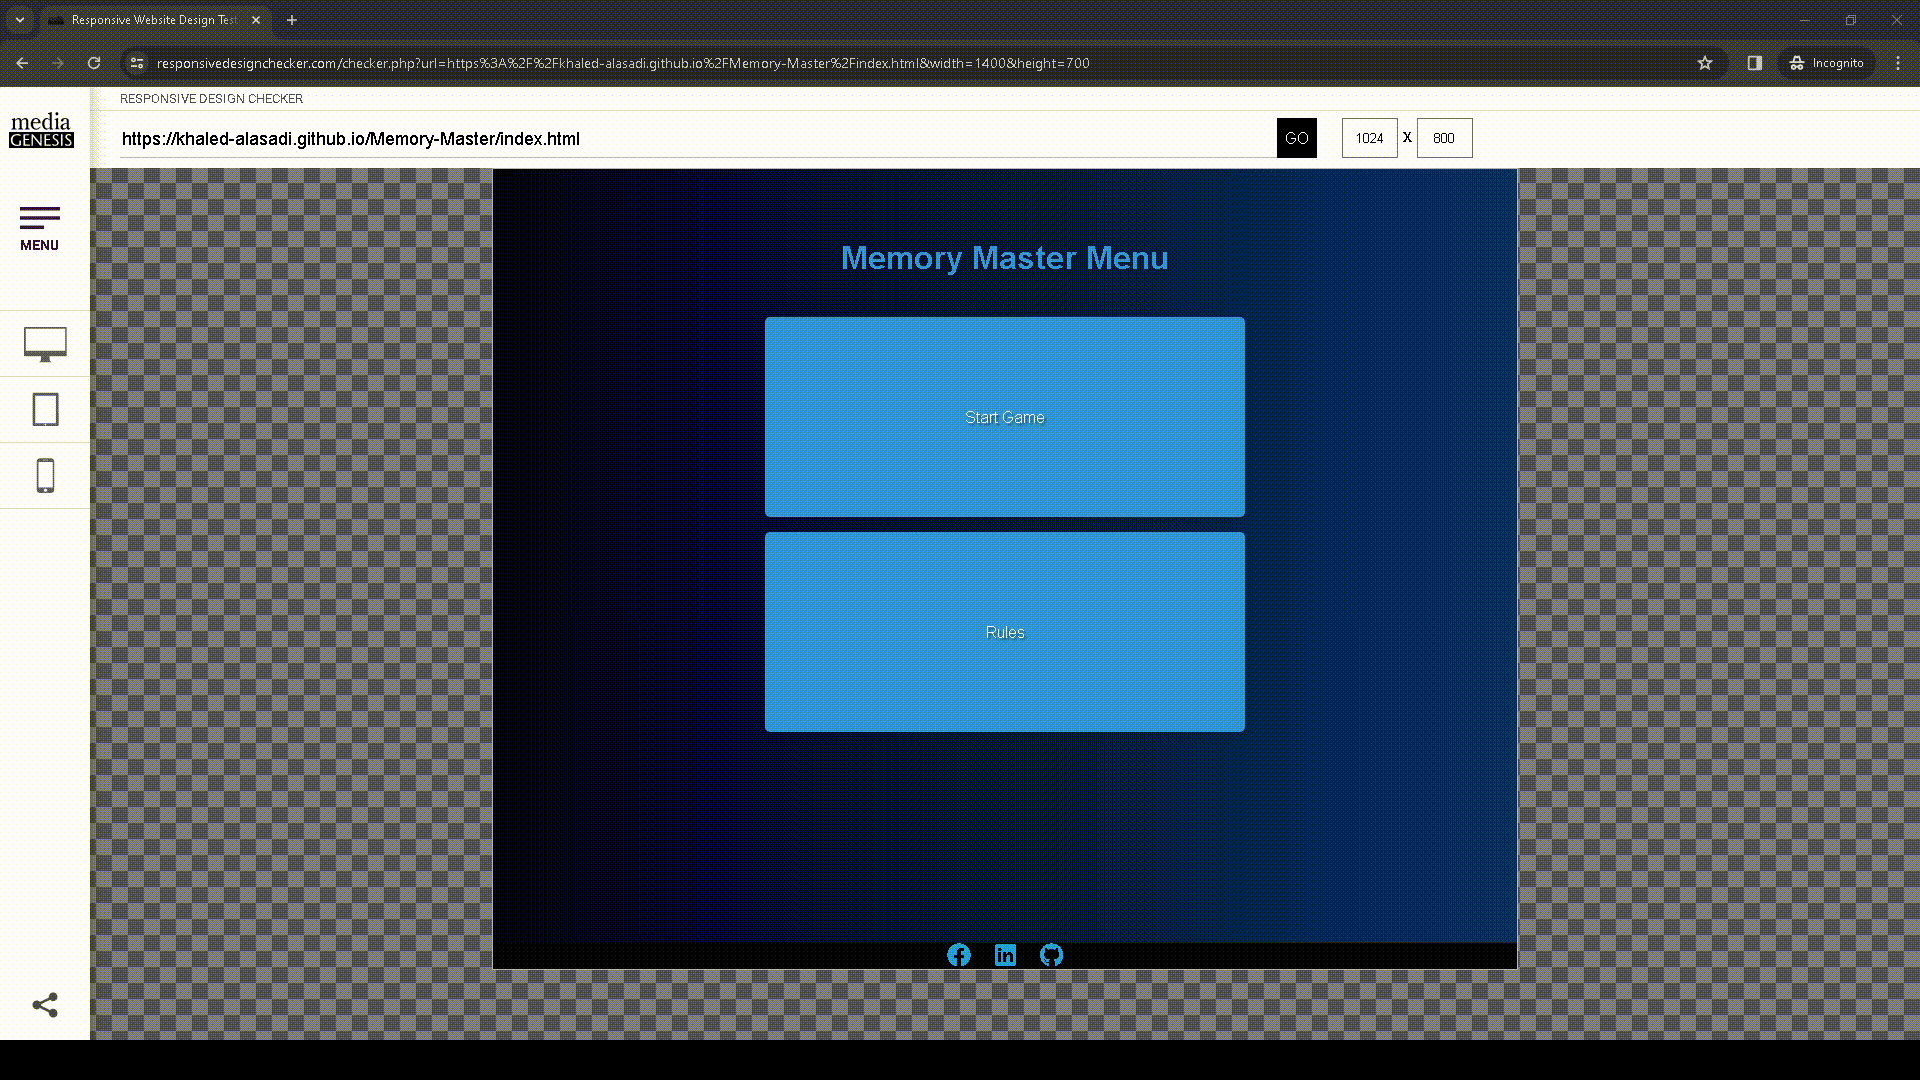 Responsive Website Design Test
responsivedesignchecker.com/checker.php?url=https%3A%2F%2Fkhaled-alasadi.github.io%2FMemory-Master%2Findex.html&width=1400&height=700
Incognito
media
GENESIS
RESPONSIVE DESIGN CHECKER
https://khaled-alasadi.github.io/Memory-Master/index.html
GO
1024 X 800
MENU
Memory Master Menu
Start Game
Rules